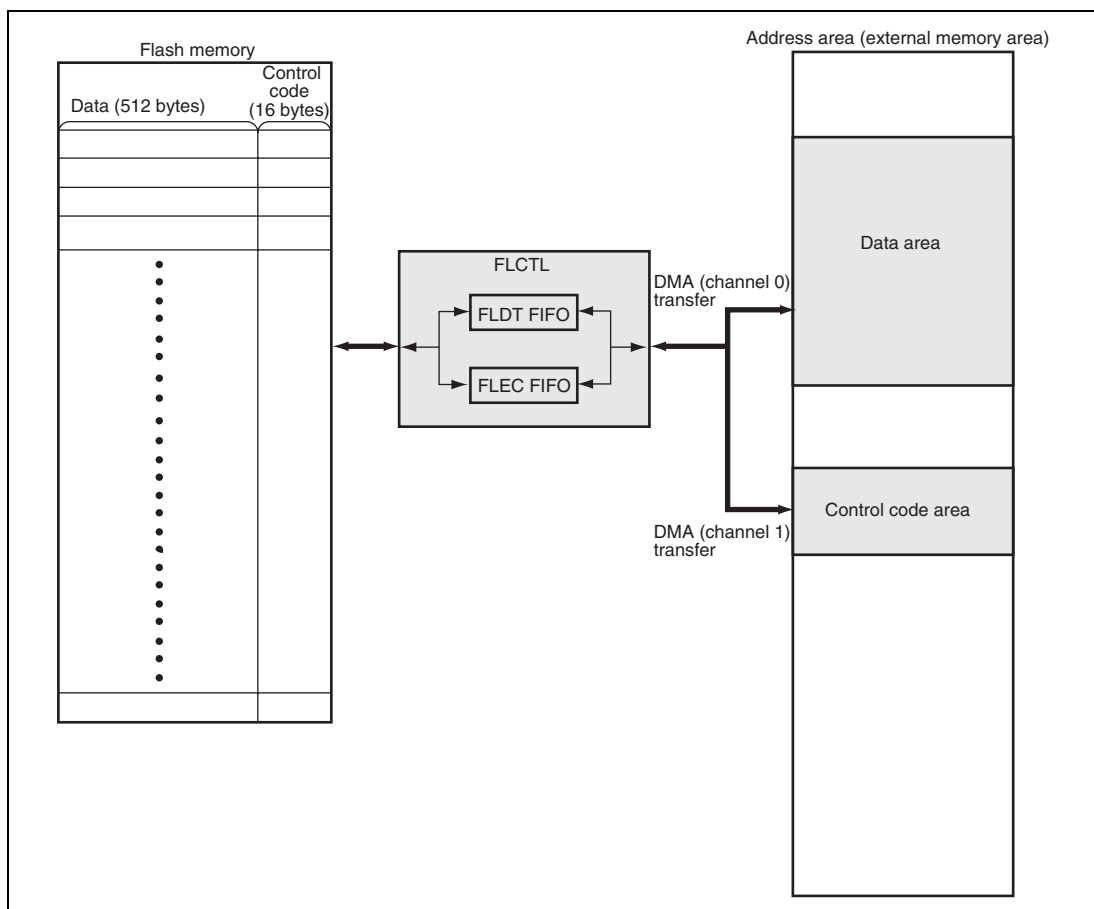 Flash memory
Data (512 bytes)
Control
code
(16 bytes)
FLCTL
FLDT FIFO
FLEC FIFO
DMA (channel 0)
transfer
DMA (channel 1)
transfer
Address area (external memory area)
Data area
Control code area